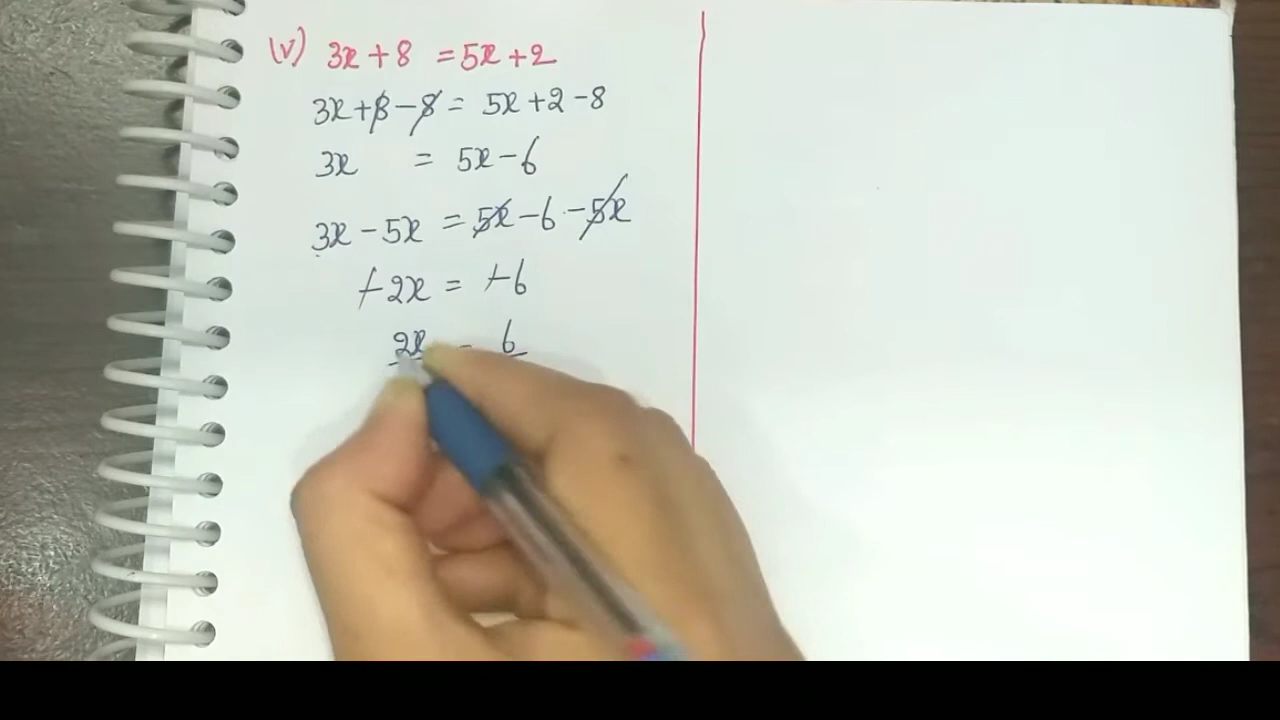 (v) 3x + 8 = 5x + 2
3x + 8 - 8 = 5x + 2 - 8
3x = 5x - 6
3x - 5x = 5x - 6 - 5x
-2x = -6
2x = 6